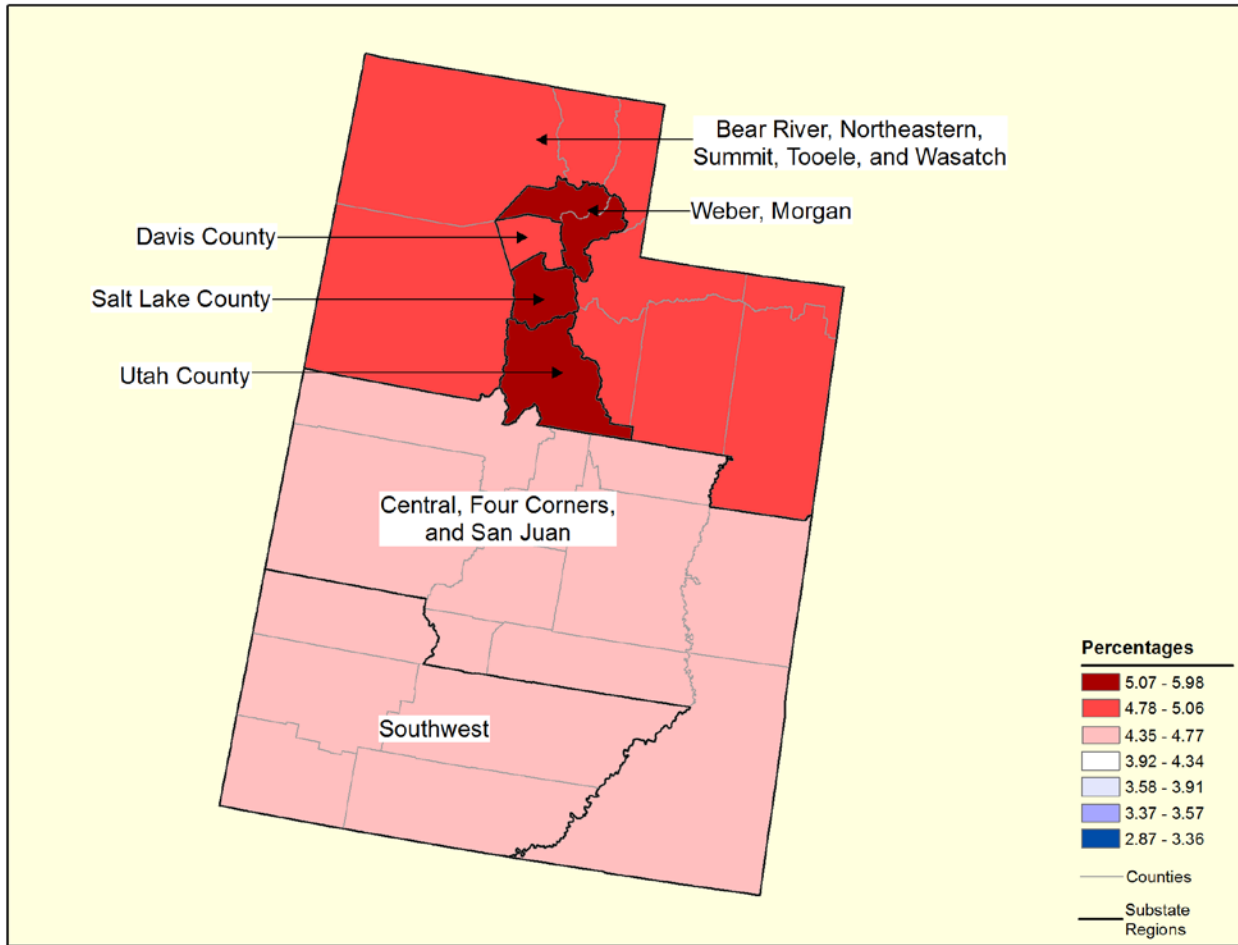 Bear River, Northeastern,
Summit, Tooele, and Wasatch
Weber, Morgan
Davis County
Salt Lake County
Utah County
Central, Four Corners,
and San Juan
Southwest
Percentages
5.07 - 5.98
4.78 - 5.06
4.35 - 4.77
3.92 - 4.34
3.58 - 3.91
3.37 - 3.57
2.87 - 3.36
Counties
Substate
Regions